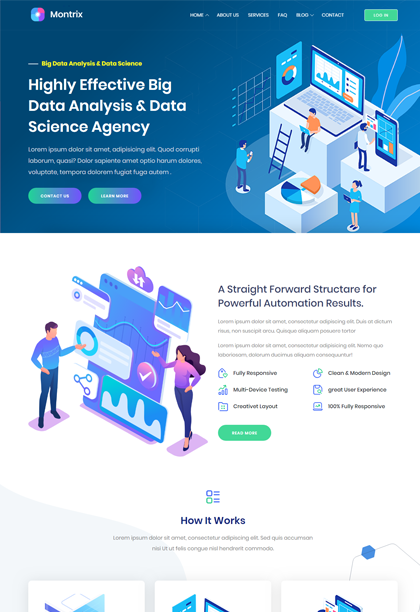 Montrix
HOME
ABOUT US
SERVICES
FAQ
BLOG
CONTACT
LOG IN
Big Data Analysis & Data Science
Highly Effective Big
Data Analysis & Data
Science Agency
Lorem ipsum dolor sit amet, adipisicing elit. Quod corrupti
laborum, quasi? Dolor sapiente amet optio harum dolores,
voluptate, tempora dolorem fugiat fuga autem.
CONTACT US
LEARN MORE
A Straight Forward Structare for
Powerful Automation Results.
Lorem ipsum dolor sit emet, consectetur adipiscing elit. Duis at dictum
risus, non suscipit arcu. Quisque aliquam posuere tortor
Lorem ipsum dolor sit amet, consectetur adipisicing elit. Nemo quo
laboriosam, dolorum ducimus aliquam consequuntur!
Fully Responsive
Clean & Modern Design
Multi-Device Testing
great User Experience
Creativet Layout
100% Fully Responsive
READ MORE
How It Works
Lorem ipsum dolor sit amet, consectetur adipiscing elit. Sed quis accumsan
nisi Ut vivamus congue nisl hendrerit commodo.